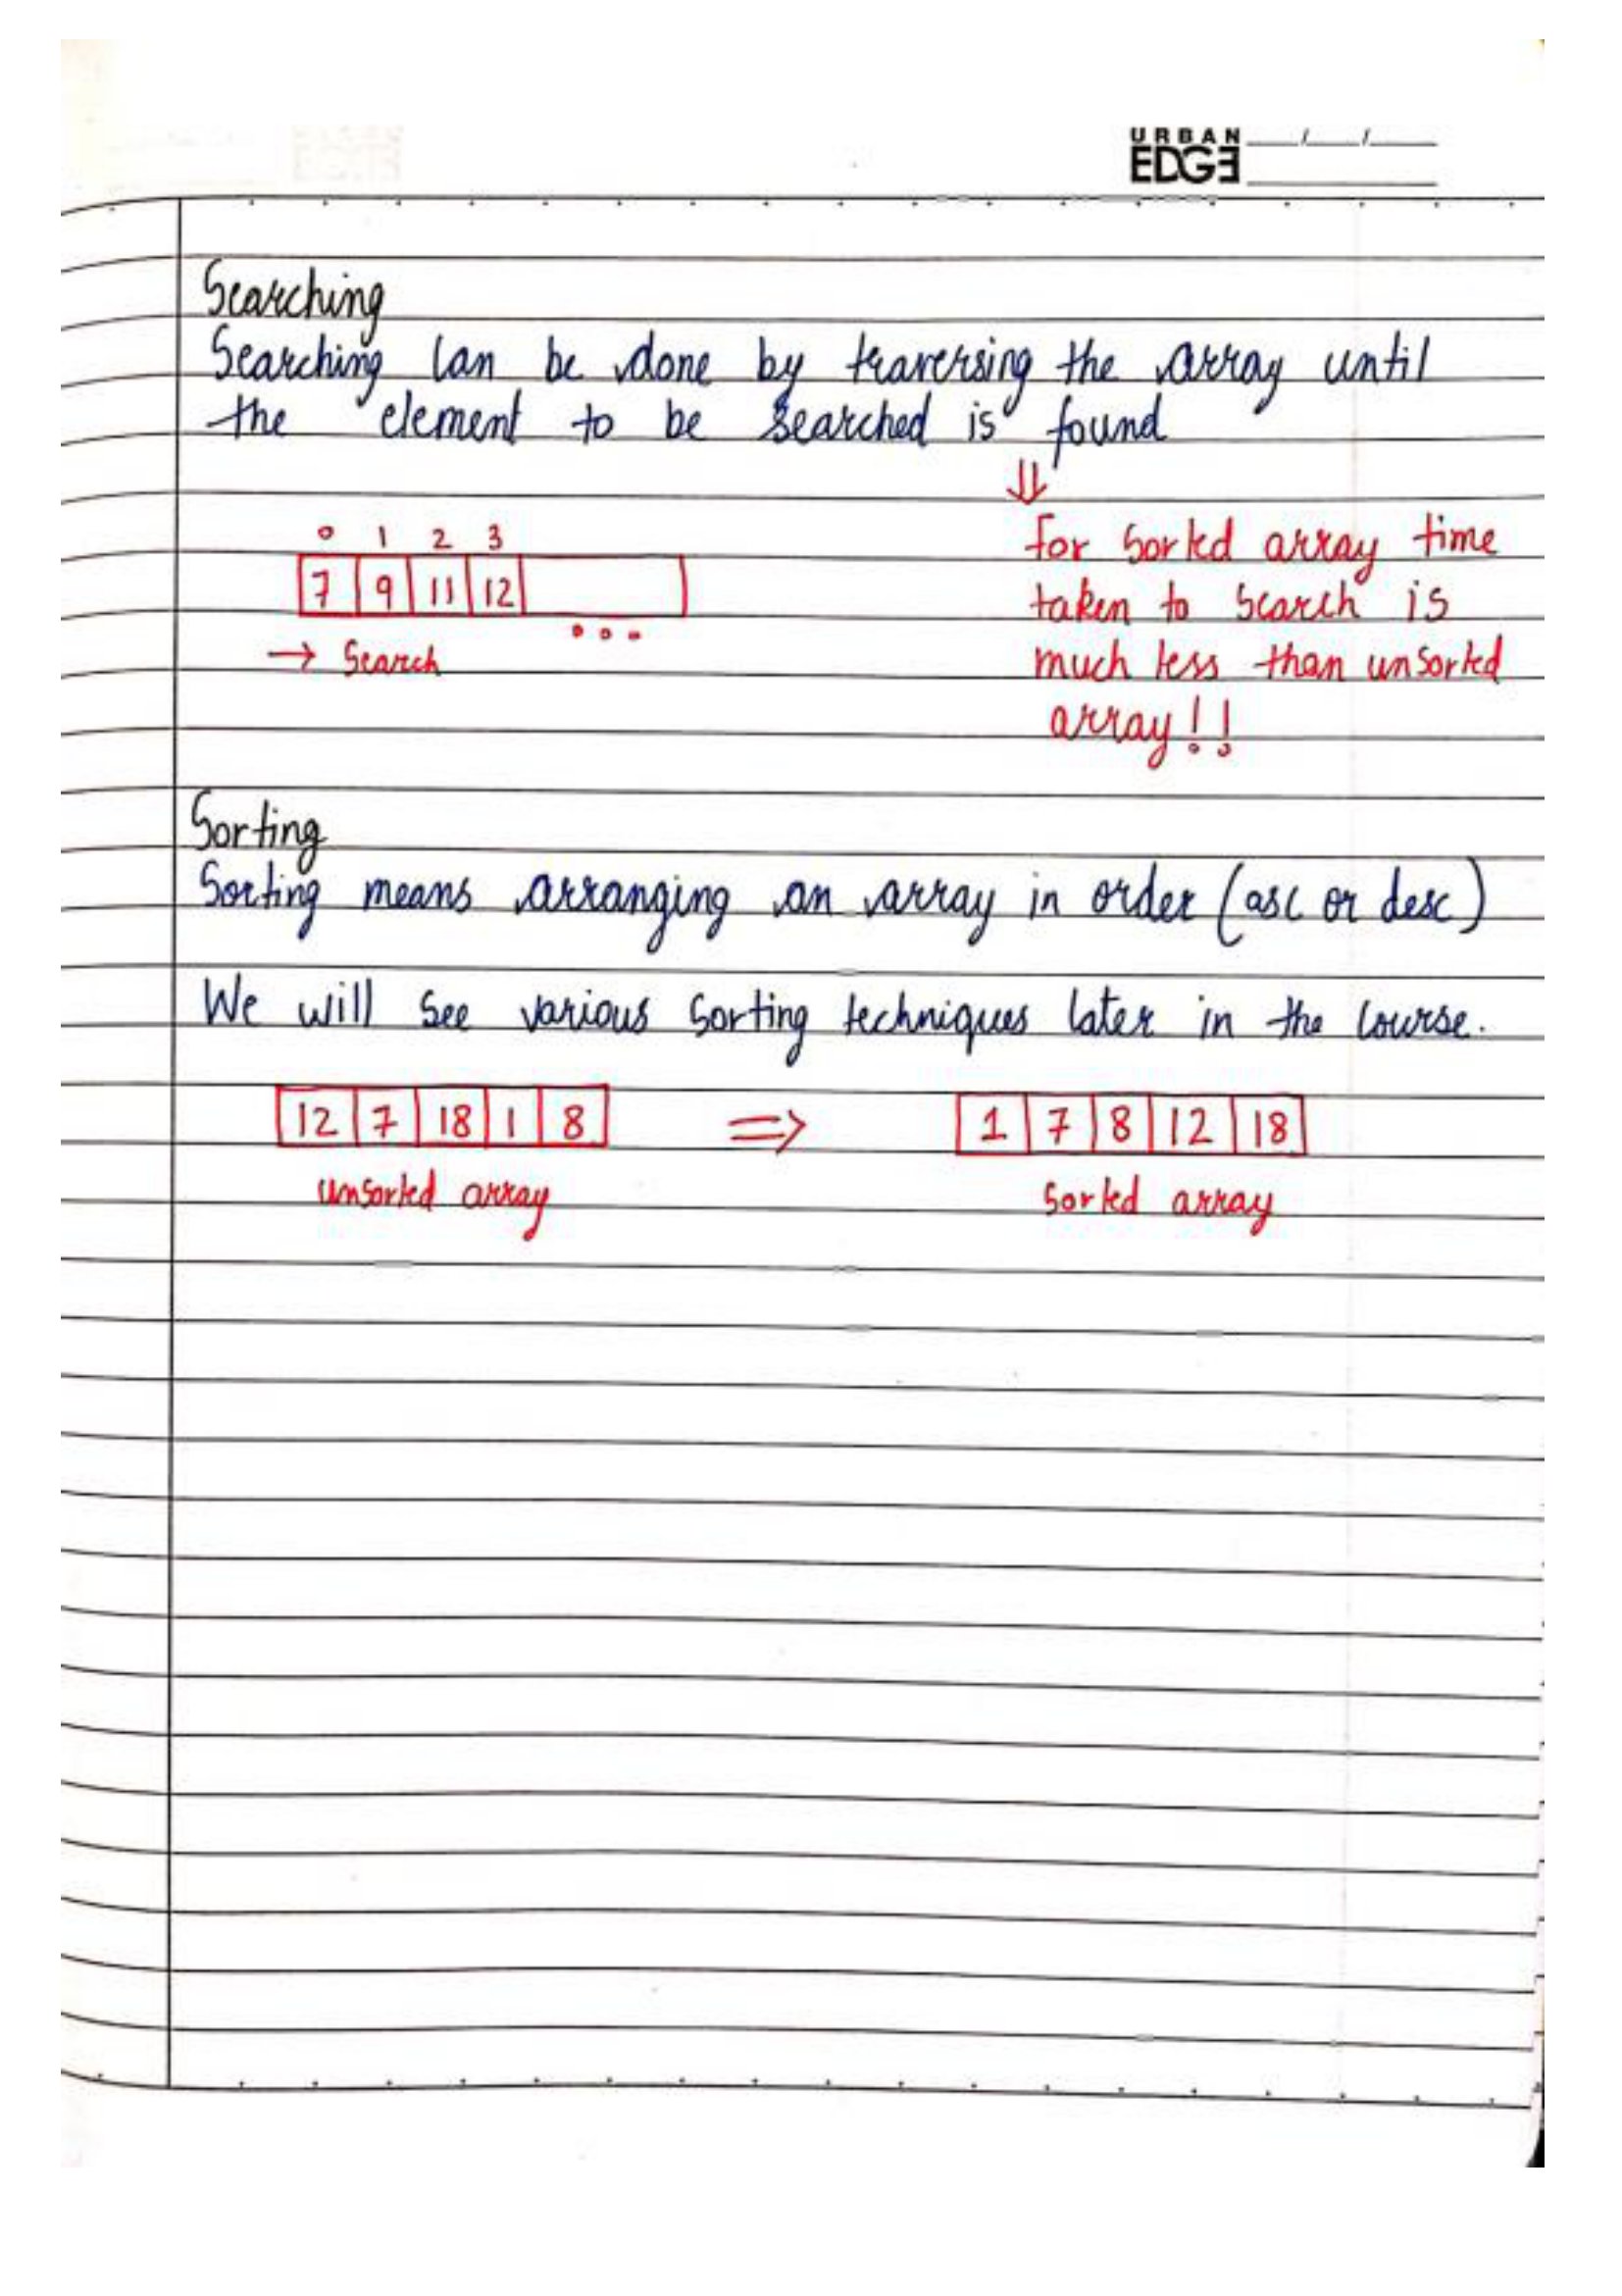 URBAN
EDGE
Searching
Searching can be done by traversing the array until
the element to be searched is found
⇓
for sorted array time
taken to search is
much less than unsorted
array!!
0 1 2 3
7 9 11 12
...
→ Search
Sorting
Sorting means arranging an array in order (asc or desc)
We will see various sorting techniques later in the course.
12 7 18 1 8 ⇒ 1 7 8 12 18
unsorted array sorted array